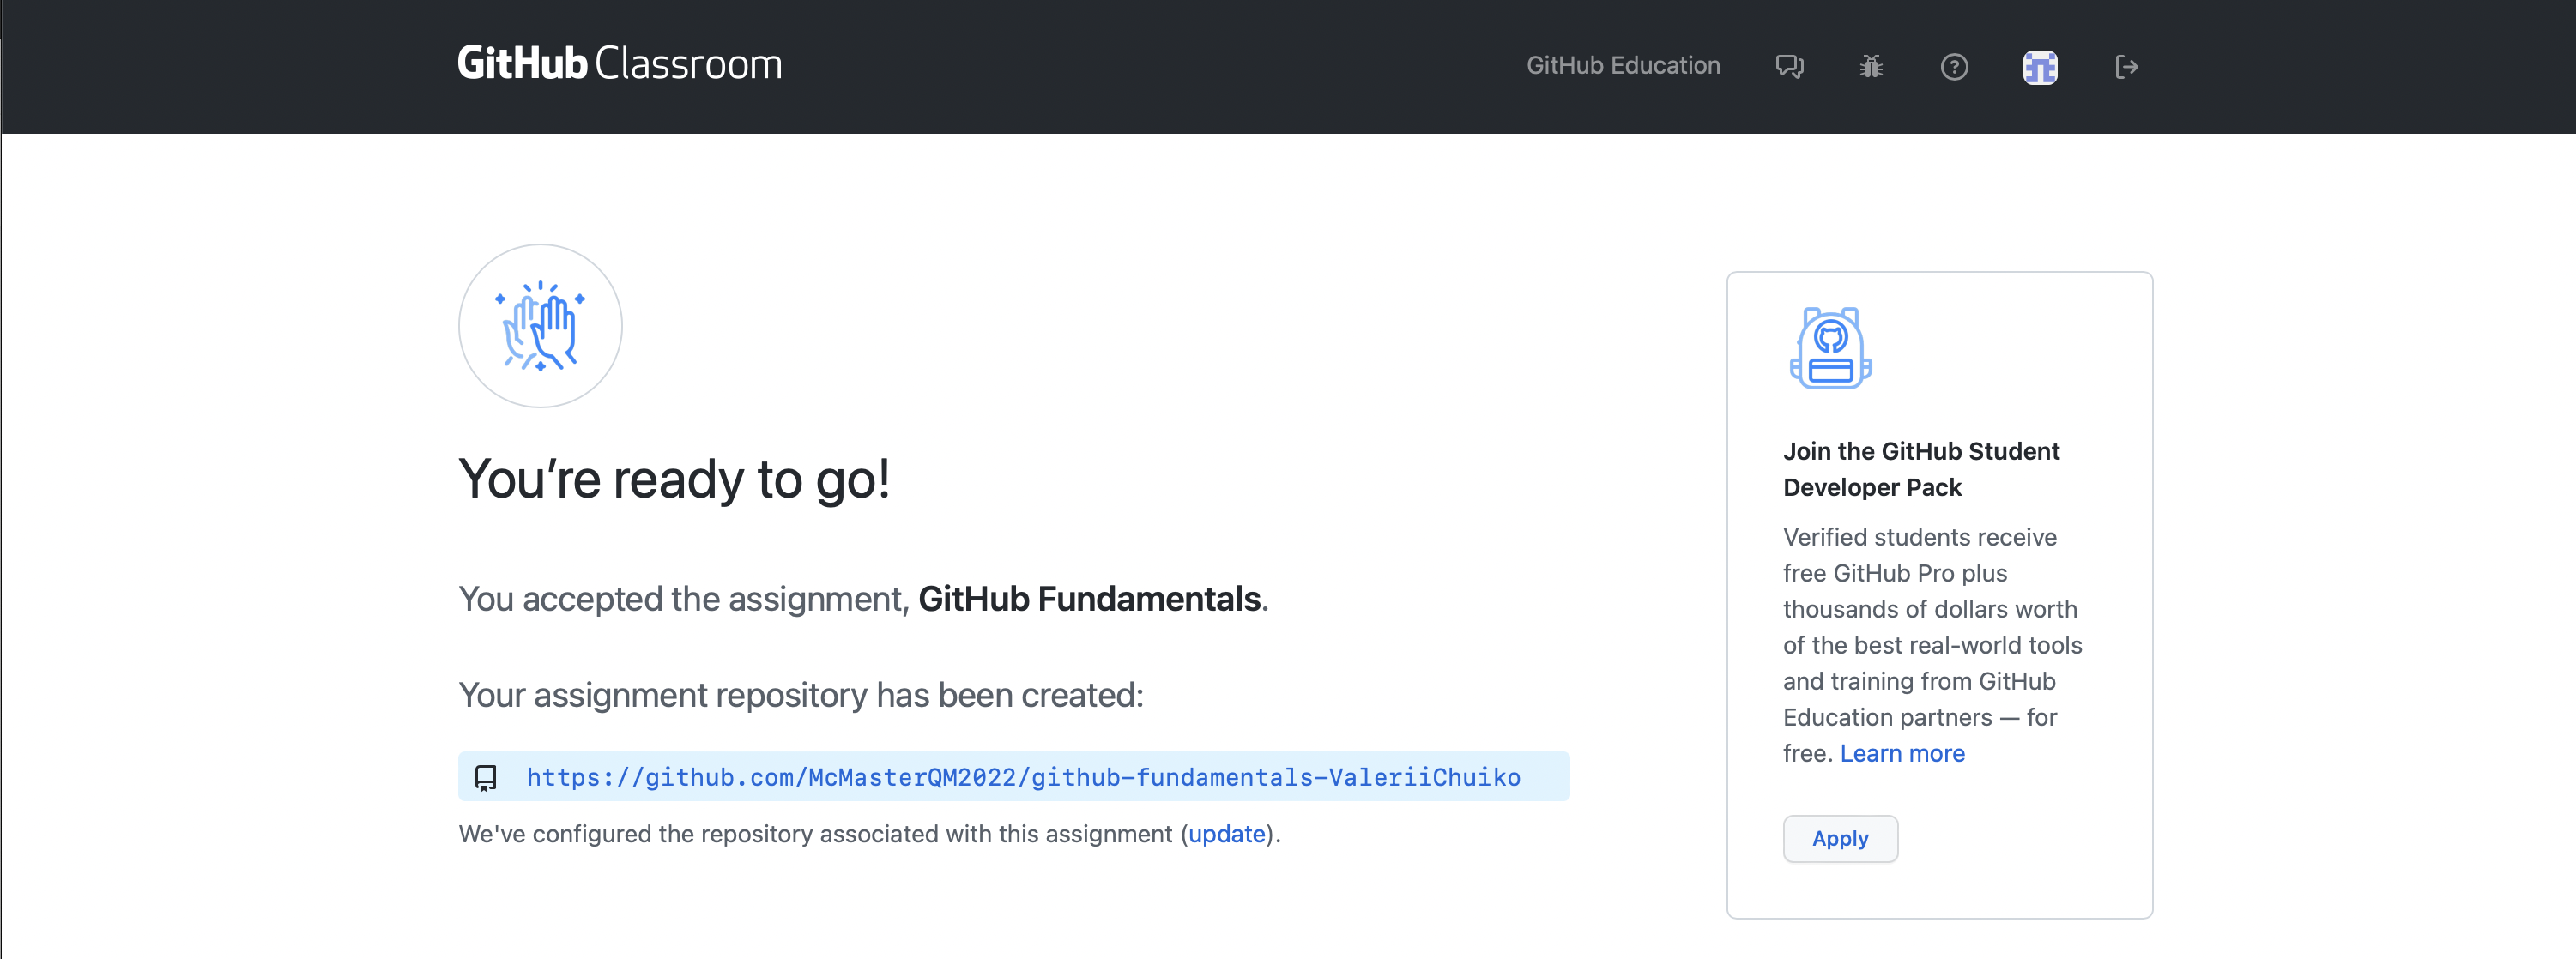 GitHub Classroom
GitHub Education
You’re ready to go!
You accepted the assignment, GitHub Fundamentals.
Your assignment repository has been created:
https://github.com/McMasterQM2022/github-fundamentals-ValeriiChuiko
We've configured the repository associated with this assignment (update).
Join the GitHub Student
Developer Pack
Verified students receive
free GitHub Pro plus
thousands of dollars worth
of the best real-world tools
and training from GitHub
Education partners — for
free. Learn more
Apply